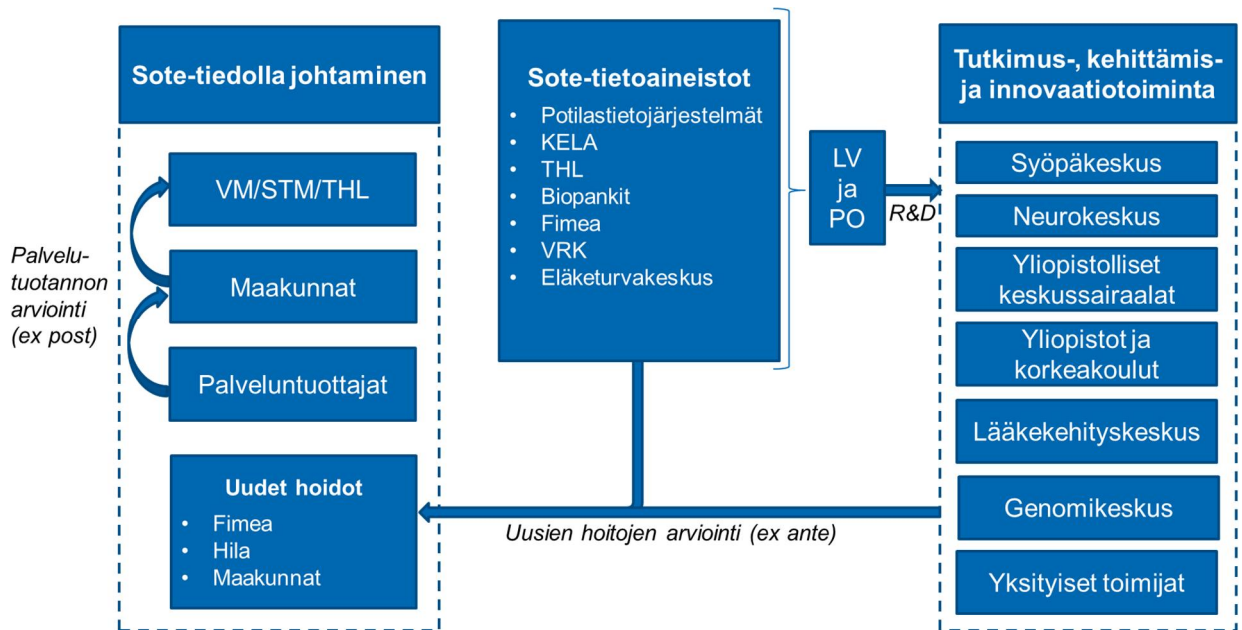 Sote-tiedolla johtaminen
VM/STM/THL
Maakunnat
Palveluntuottajat
Palvelu-
tuotannon
arviointi
(ex post)
Uudet hoidot
• Fimea
• Hila
• Maakunnat
Sote-tietoaineistot
• Potilastietojärjestelmät
• KELA
• THL
• Biopankit
• Fimea
• VRK
• Eläketurvakeskus
LV
ja
PO
R&D
Uusien hoitojen arviointi (ex ante)
Tutkimus-, kehittämis-
ja innovaatiotoiminta
Syöpäkeskus
Neurokeskus
Yliopistolliset
keskussairaalat
Yliopistot ja
korkeakoulut
Lääkekehityskeskus
Genomikeskus
Yksityiset toimijat